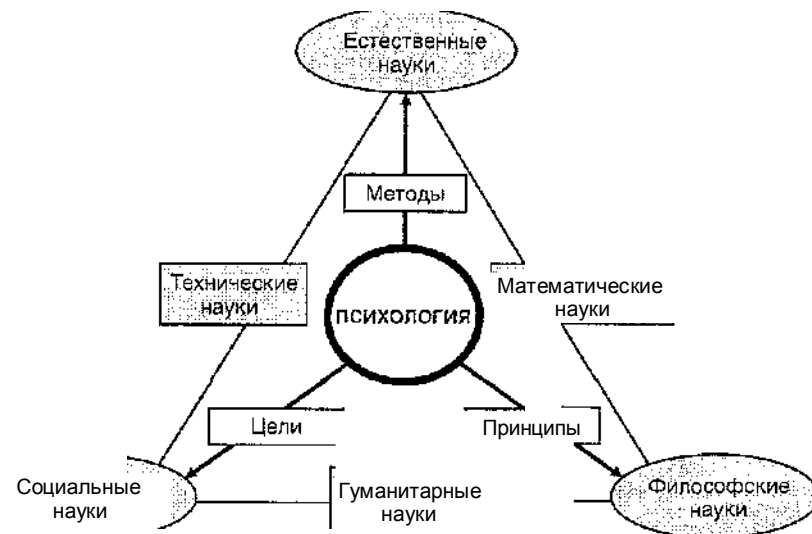 Естественные
науки
Методы
Технические
науки
ПСИХОЛОГИЯ
Математические
науки
Цели
Принципы
Социальные
науки
Гуманитарные
науки
Философские
науки